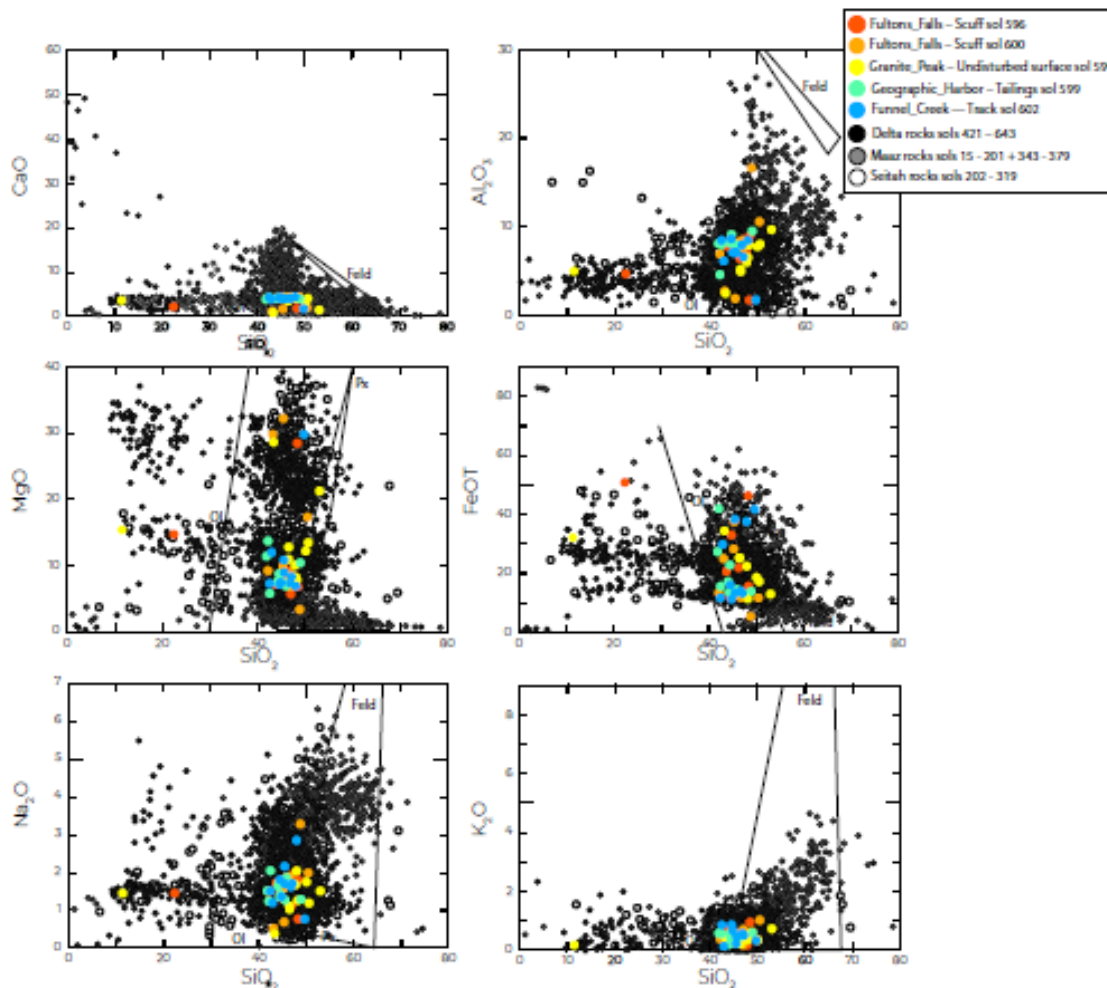 Fultons_Falls – Scuff sol 596
Fultons_Falls – Scuff sol 600
Granite_Peak – Undisturbed surface sol 59
Geographic_Harbor – Tailings sol 599
Funnel_Creek — Track sol 602
Delta rocks sols 421 – 643
Maaz rocks sols 15 - 201 + 343 - 379
Seitah rocks sols 202 - 319
60
50
40
30
20
10
0
CaO
Feld
0 10 20 30 40 50 60 70 80
SiO
30
20
10
0
Al2O3
Feld
Ol
0 20 40 60 80
SiO2
40
30
20
10
0
MgO
Ol
Px
0 20 40 60 80
SiO2
80
60
40
20
0
FeOT
Ol
0 20 40 60 80
SiO2
7
6
5
4
3
2
1
0
Na2O
Feld
Ol
0 20 40 60 80
SiO2
8
6
4
2
0
K2O
Feld
0 10 20 30 40 50 60 70 80
SiO2